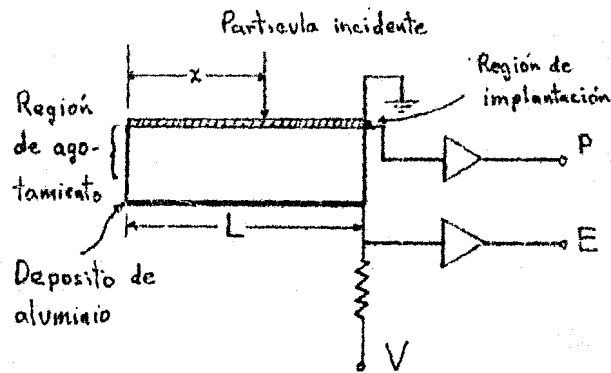 Particula incidente
x
Región de
implantación
Región
de ago-
tamiento
P
L
E
Deposito de
aluminio
V